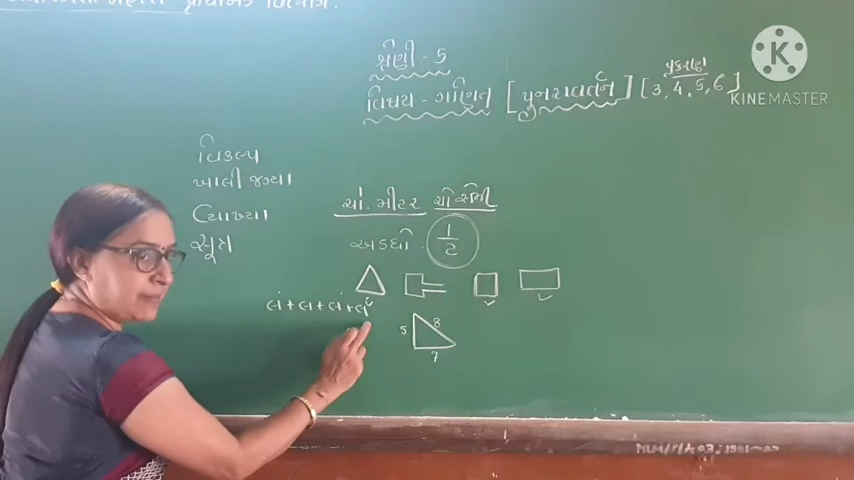 શ્રેણી - 5
વિષય - ગણિત [પુનરાવર્તન] [3, 4, 5, 6]
પ્રકરણો
KINEMASTER
વિકલ્પ
ખાલી જગ્યા
વ્યાખ્યા
સૂત્ર
ચો. મીટર ચો સેમી
અડધો 1/2
લં + લ + લં + લ
5 8
7